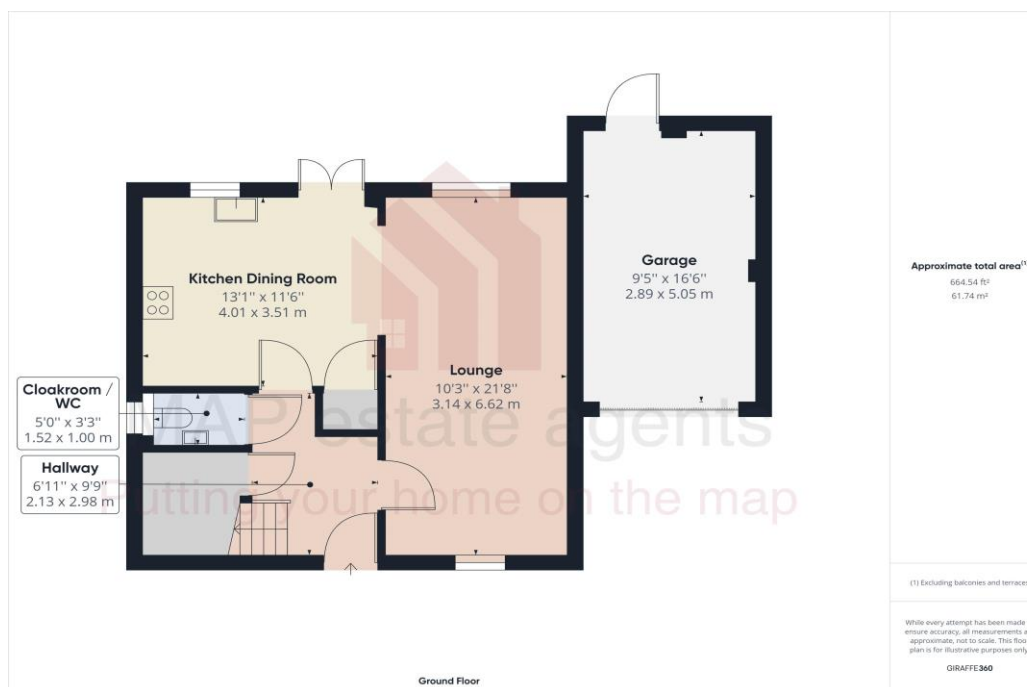 Kitchen Dining Room
13'1" x 11'6"
4.01 x 3.51 m
Garage
9'5" x 16'6"
2.89 x 5.05 m
Lounge
10'3" x 21'8"
3.14 x 6.62 m
Cloakroom /
WC
5'0" x 3'3"
1.52 x 1.00 m
Hallway
6'11" x 9'9"
2.13 x 2.98 m
MAP estate agents
Putting your home on the map
Ground Floor
Approximate total area(1)
664.54 ft²
61.74 m²
(1) Excluding balconies and terraces
While every attempt has been made
ensure accuracy, all measurements
approximate, not to scale. This
plan is for illustrative purposes only
GIRAFFE360